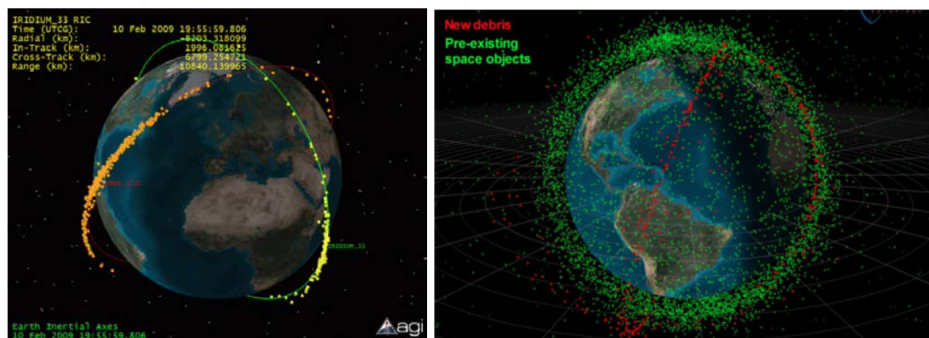 IRIDIUM_33 RIC
Time (UTCG): 10 Feb 2009 19:55:59.806
Radial (km): -8203.318099
In-Track (km): 1996.081625
Cross-Track (km): 6799.254721
Range (km): 10840.139965
IRIDIUM_33
Earth Inertial Axes
10 Feb 2009 19:55:59.806
agi
New debris
Pre-existing
space objects